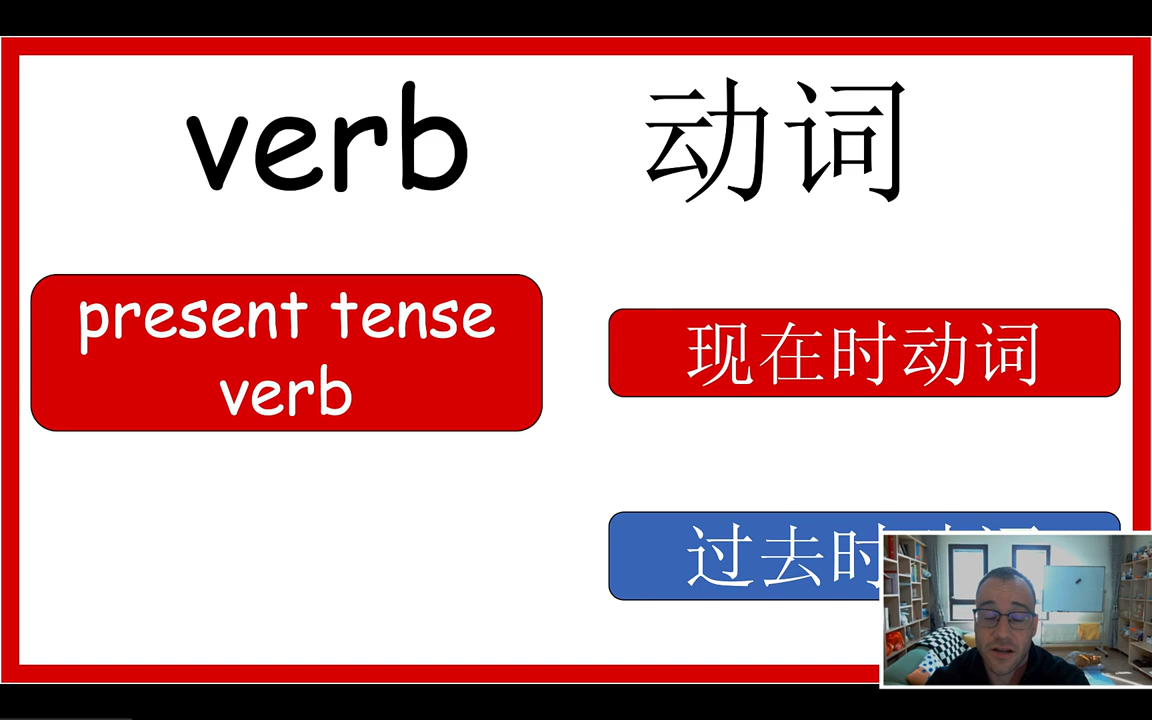 verb 动词
present tense
verb
现在时动词
过去时